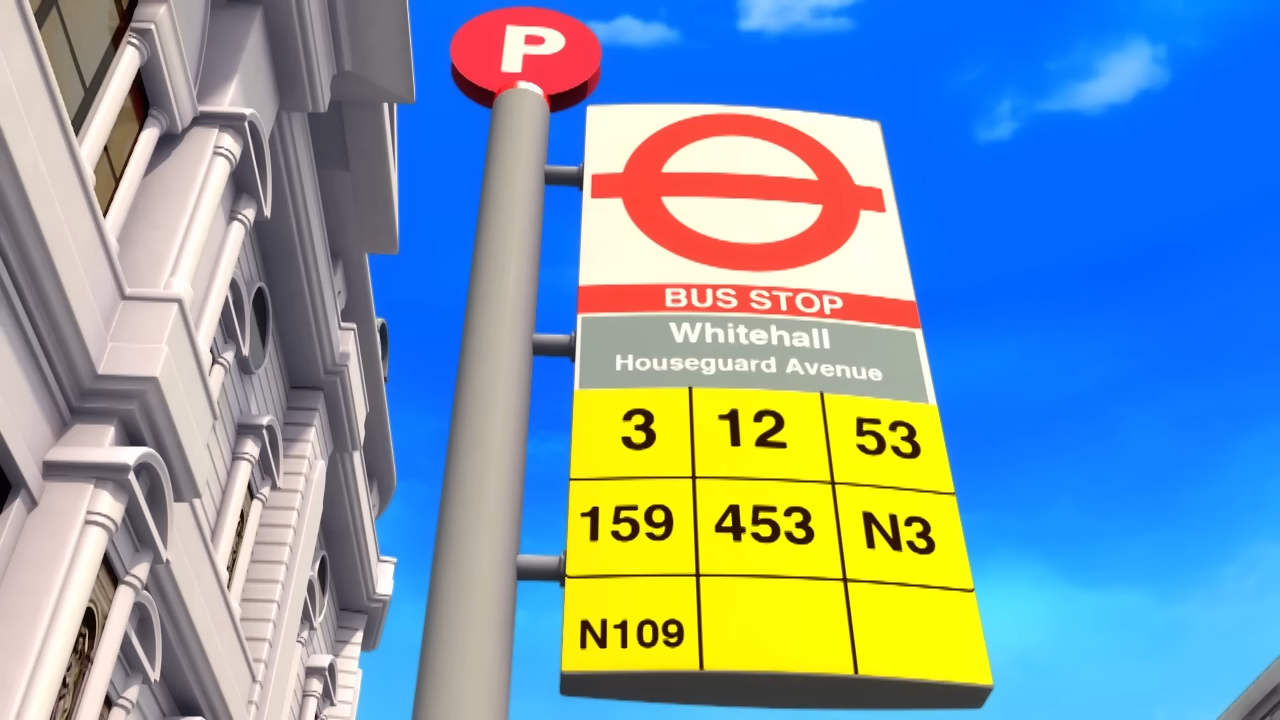 P
BUS STOP
Whitehall
Houseguard Avenue
3 12 53
159 453 N3
N109